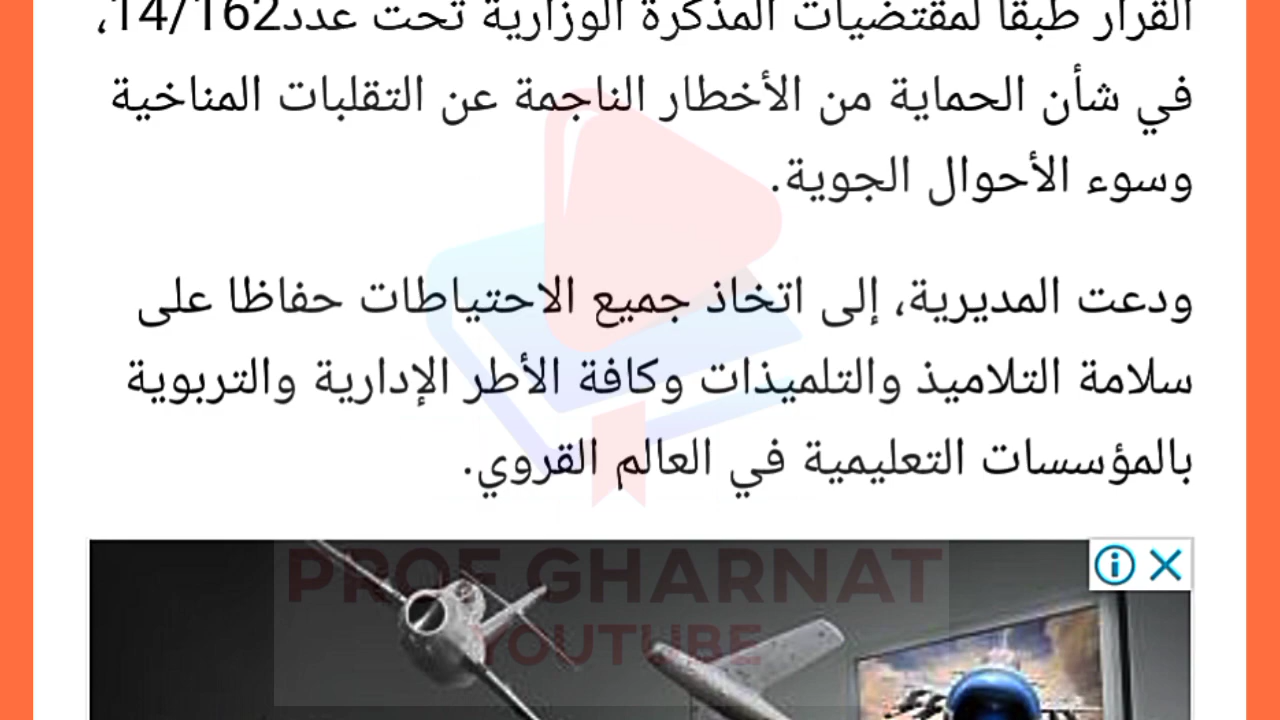 القرار طبقا لمقتضيات المذكرة الوزارية تحت عدد14/162،
في شأن الحماية من الأخطار الناجمة عن التقلبات المناخية
وسوء الأحوال الجوية.
ودعت المديرية، إلى اتخاذ جميع الاحتياطات حفاظا على
سلامة التلاميذ والتلميذات وكافة الأطر الإدارية والتربوية
بالمؤسسات التعليمية في العالم القروي.
PROF GHARNAT
YOUTUBE